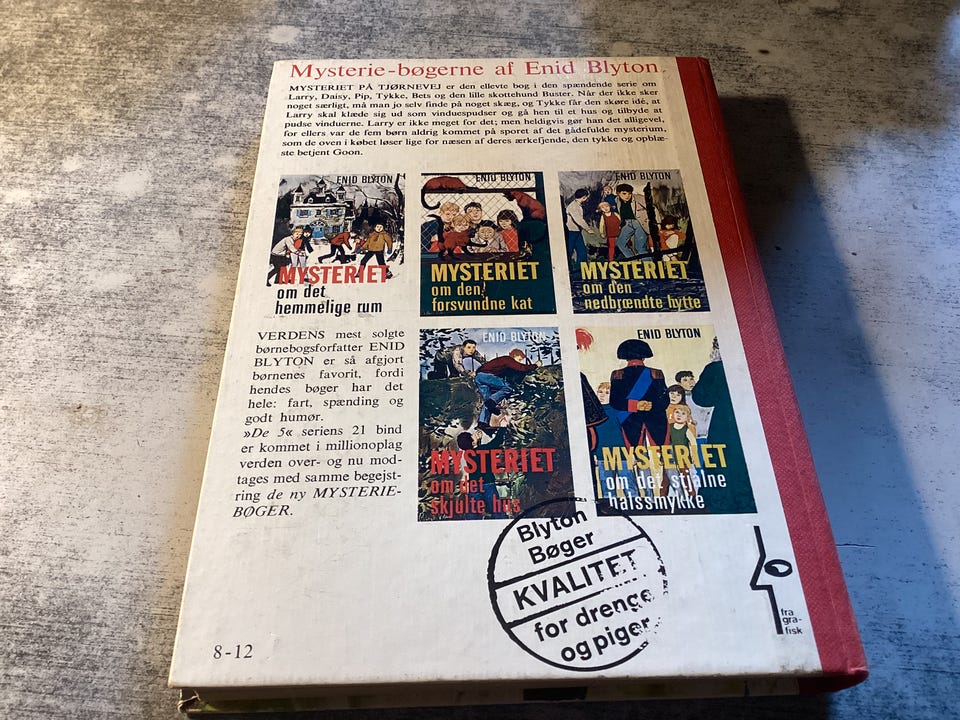 Mysterie-bøgerne af Enid Blyton.
MYSTERIET PÅ TJØRNEVEJ er den ellevte bog i den spændende serie om
Larry, Daisy, Pip, Tykke, Bets og den lille skottehund Buster. Når der ikke sker
noget særligt, må man jo selv finde på noget skæg, og Tykke får den skøre idé, at
Larry skal klæde sig ud som vinduespudser og gå hen til et hus og tilbyde at
pudse vinduerne. Larry er ikke meget for det; men heldigvis gør han det alligevel,
for ellers var de fem børn aldrig kommet på sporet af det gådefulde mysterium,
som de oven i købet løser lige for næsen af deres ærkefjende, den tykke og oplæ-
ste betjent Goon.
ENID BLYTON
MYSTERIET
om det
hemmelige rum
ENID BLYTON
MYSTERIET
om den
forsvundne kat
ENID BLYTON
MYSTERIET
om den
nedbrændte hytte
VERDENS mest solgte
børnebogsforfatter ENID
BLYTON er så afgjort
børnenes favorit, fordi
hendes bøger har det
hele: fart, spænding og
godt humør.
»De 5« seriens 21 bind
er kommet i millionoplag
verden over- og nu mod-
tages med samme begejst-
ring de ny MYSTERIE-
BØGER.
ENID BLYTON
MYSTERIET
om det
skjulte hus
ENID BLYTON
MYSTERIET
om det stjålne
halssmykke
Blyton
Bøger
KVALITET
for drenge
og piger
fra
gra-
fisk
8-12